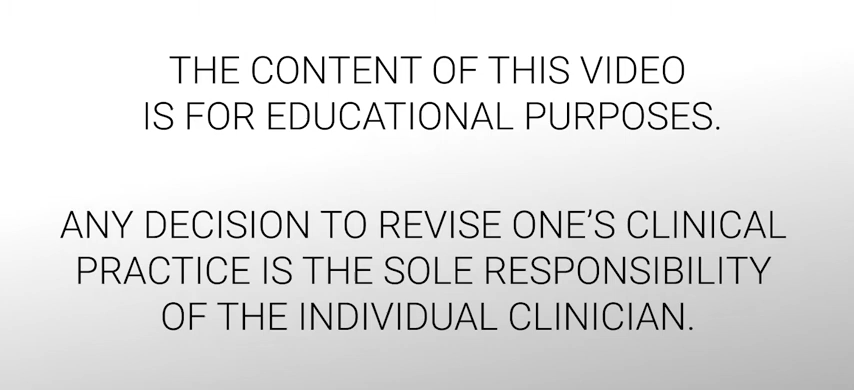 THE CONTENT OF THIS VIDEO
IS FOR EDUCATIONAL PURPOSES.
ANY DECISION TO REVISE ONE’S CLINICAL
PRACTICE IS THE SOLE RESPONSIBILITY
OF THE INDIVIDUAL CLINICIAN.